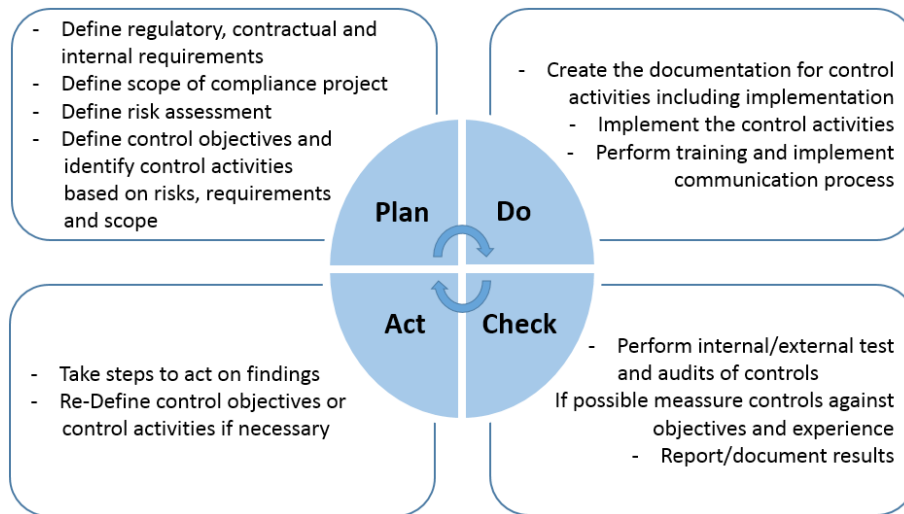 - Define regulatory, contractual and
internal requirements
- Define scope of compliance project
- Define risk assessment
- Define control objectives and
identify control activities
based on risks, requirements
and scope
- Create the documentation for control
activities including implementation
- Implement the control activities
- Perform training and implement
communication process
Plan
Do
Act
Check
- Take steps to act on findings
- Re-Define control objectives or
control activities if necessary
- Perform internal/external test
and audits of controls
If possible meassure controls against
objectives and experience
- Report/document results